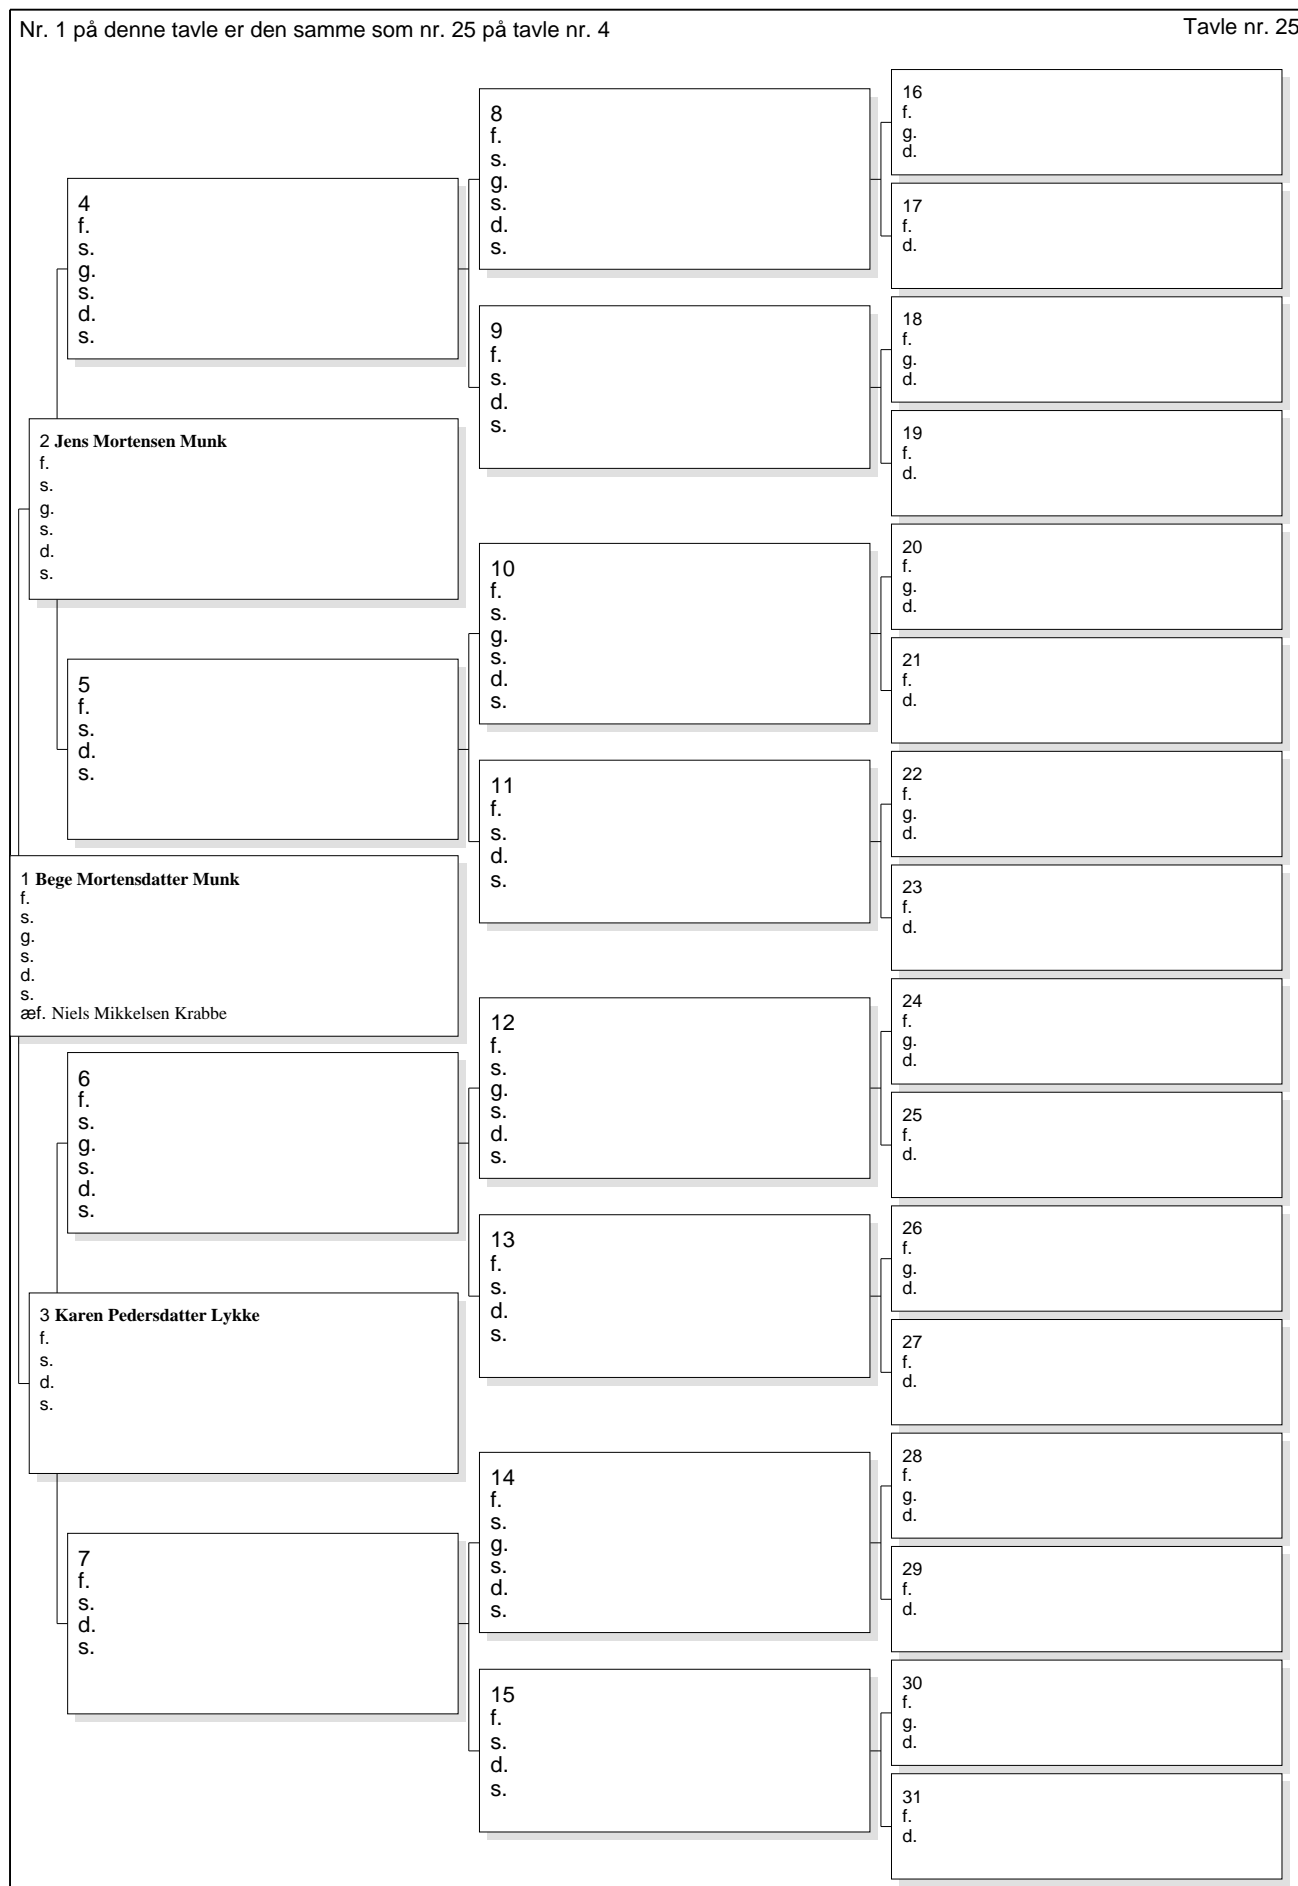 Nr. 1 på denne tavle er den samme som nr. 25 på tavle nr. 4
Tavle nr. 25
4
f.
s.
g.
s.
d.
s.
2 Jens Mortensen Munk
f.
s.
g.
s.
d.
s.
5
f.
s.
d.
s.
1 Bege Mortensdatter Munk
f.
s.
g.
s.
d.
s.
æf. Niels Mikkelsen Krabbe
6
f.
s.
g.
s.
d.
s.
3 Karen Pedersdatter Lykke
f.
s.
d.
s.
7
f.
s.
d.
s.
8
f.
s.
g.
s.
d.
s.
9
f.
s.
d.
s.
10
f.
s.
g.
s.
d.
s.
11
f.
s.
d.
s.
12
f.
s.
g.
s.
d.
s.
13
f.
s.
d.
s.
14
f.
s.
g.
s.
d.
s.
15
f.
s.
d.
s.
16
f.
g.
d.
17
f.
d.
18
f.
g.
d.
19
f.
d.
20
f.
g.
d.
21
f.
d.
22
f.
g.
d.
23
f.
d.
24
f.
g.
d.
25
f.
d.
26
f.
g.
d.
27
f.
d.
28
f.
g.
d.
29
f.
d.
30
f.
g.
d.
31
f.
d.